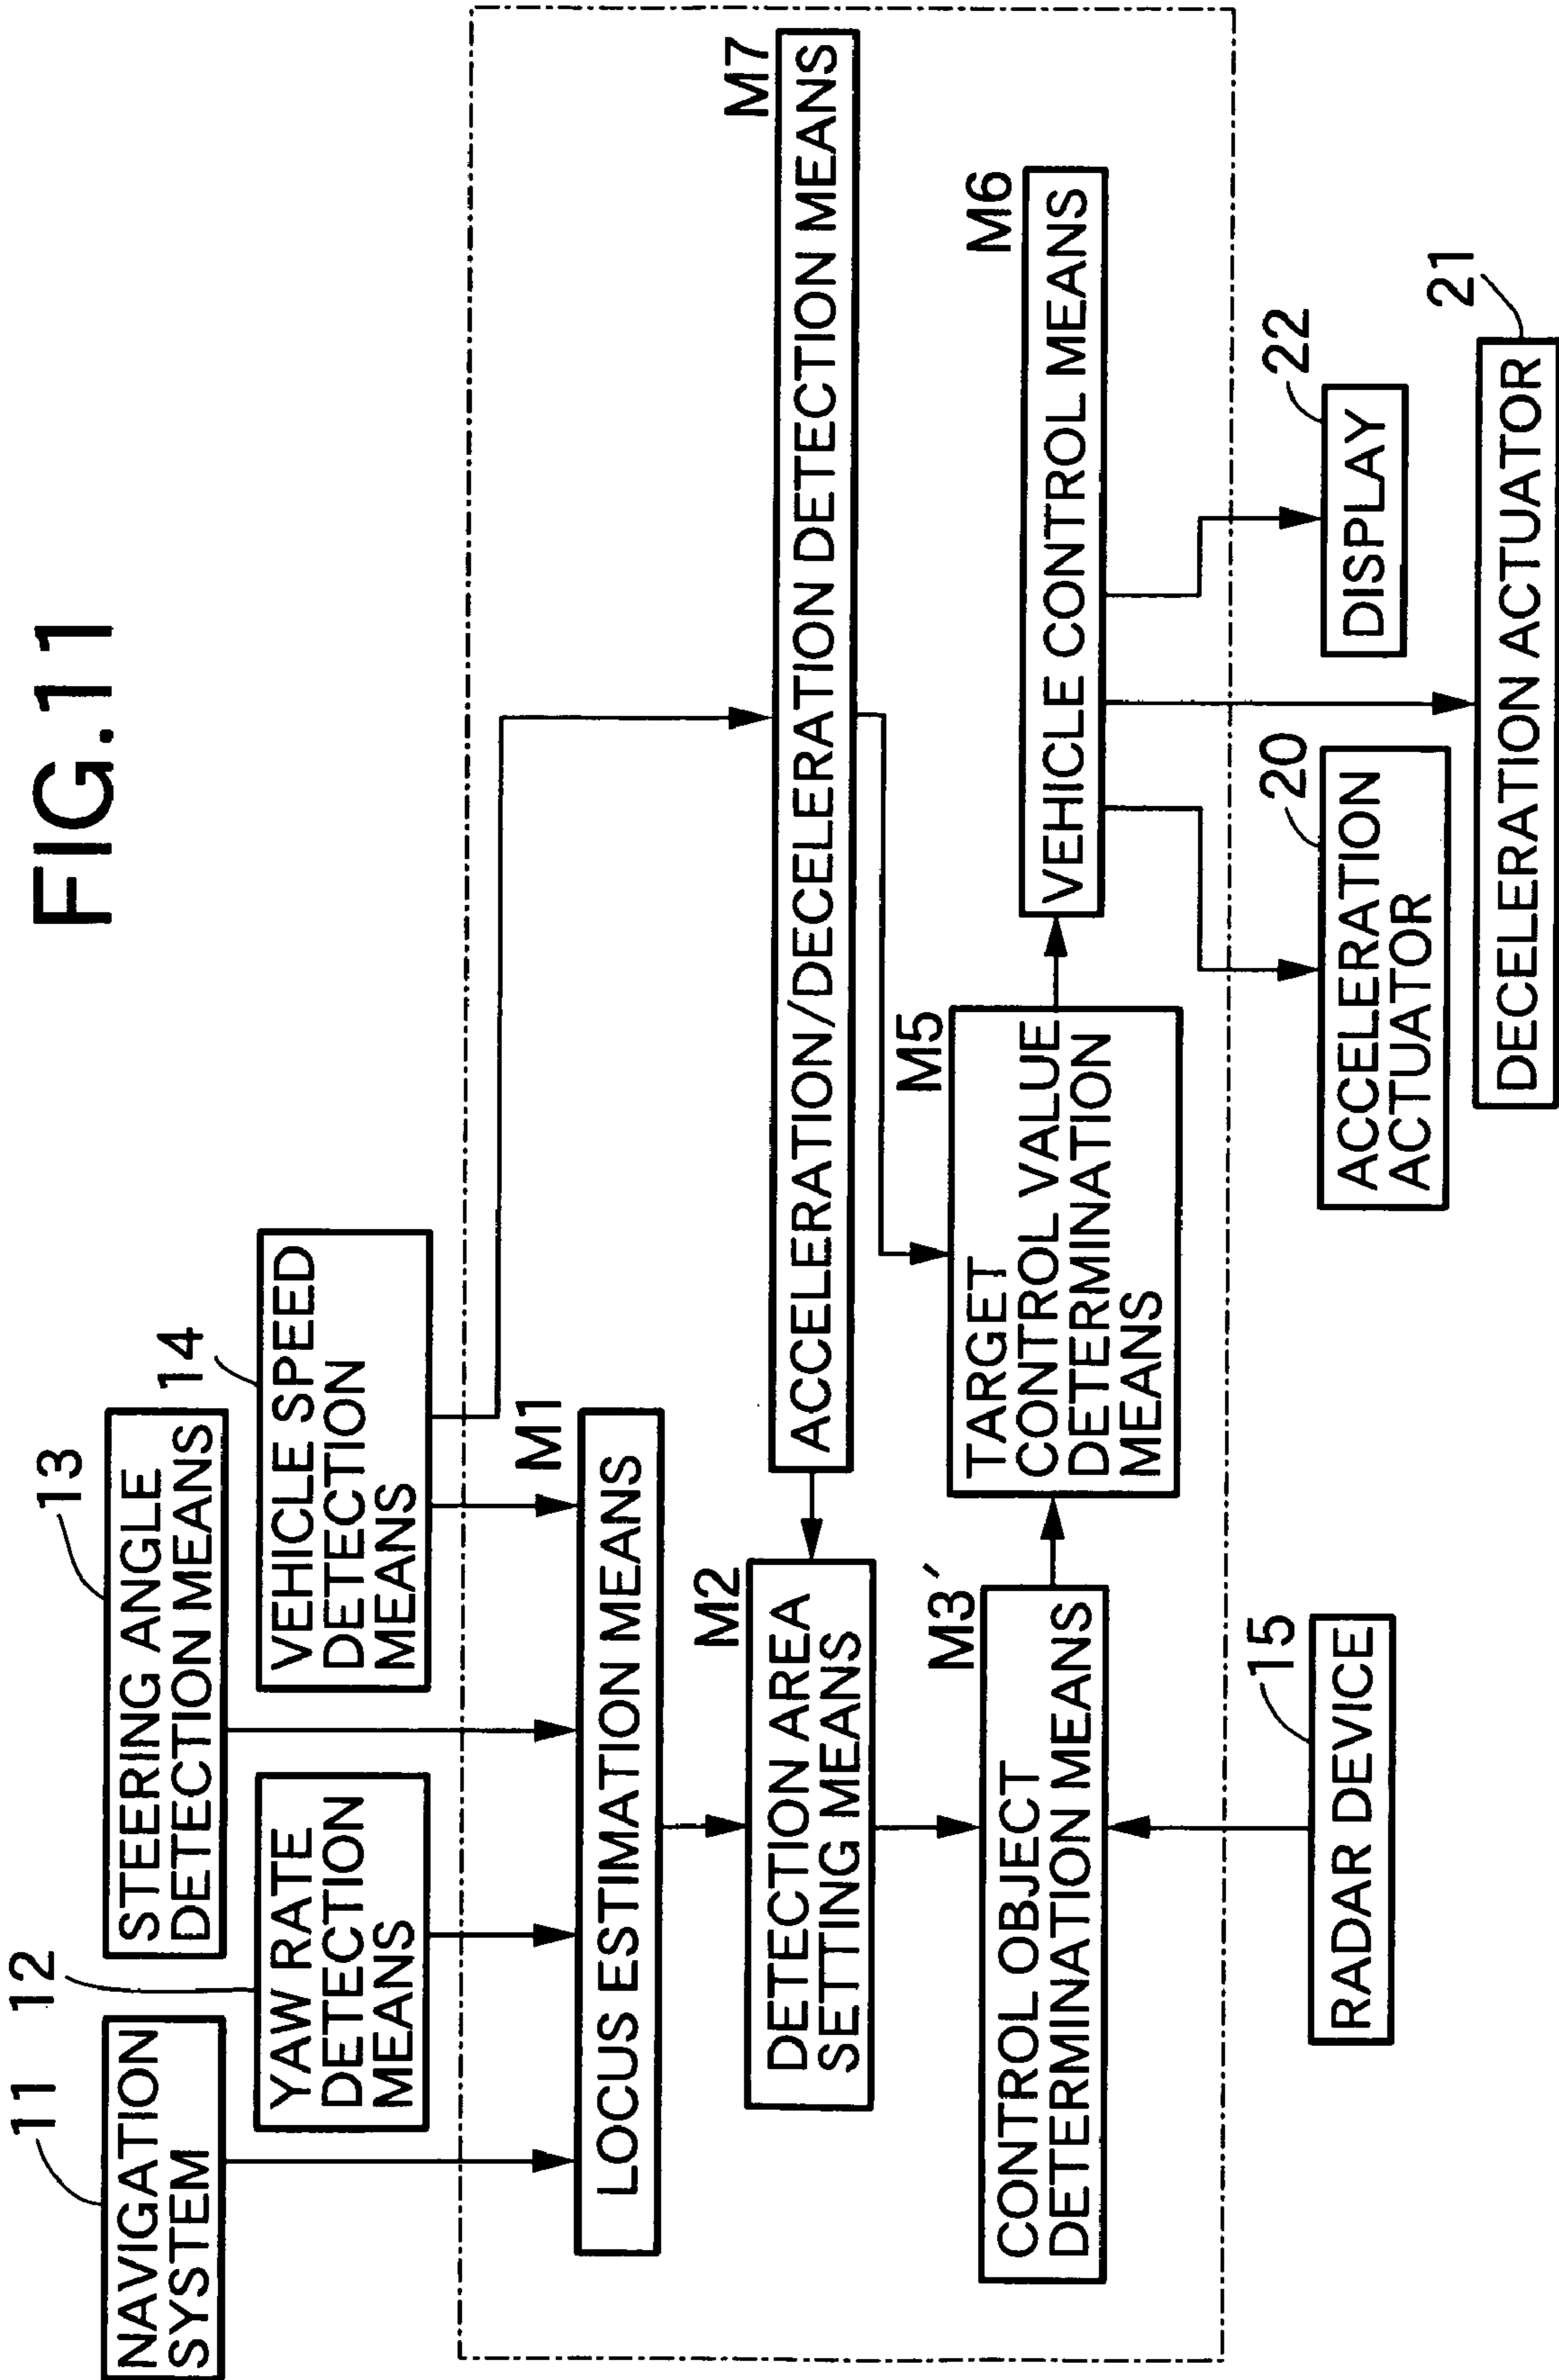 FIG.11
11
NAVIGATION
SYSTEM
12
YAW RATE
DETECTION
MEANS
13
STEERING ANGLE
DETECTION MEANS
14
VEHICLE SPEED
DETECTION
MEANS
M1
LOCUS ESTIMATION MEANS
M7
ACCELERATION/DECELERATION DETECTION MEANS
M2
DETECTION AREA
SETTING MEANS
M3′
CONTROL OBJECT
DETERMINATION MEANS
M5
TARGET
CONTROL VALUE
DETERMINATION
MEANS
M6
VEHICLE CONTROL MEANS
15
RADAR DEVICE
20
ACCELERATION
ACTUATOR
22
DISPLAY
21
DECELERATION ACTUATOR